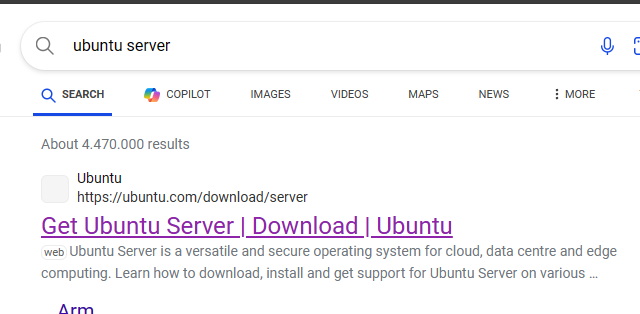 ubuntu server
SEARCH COPILOT IMAGES VIDEOS MAPS NEWS MORE
About 4.470.000 results
Ubuntu
https://ubuntu.com/download/server
Get Ubuntu Server | Download | Ubuntu
web Ubuntu Server is a versatile and secure operating system for cloud, data centre and edge
computing. Learn how to download, install and get support for Ubuntu Server on various ...
Arm